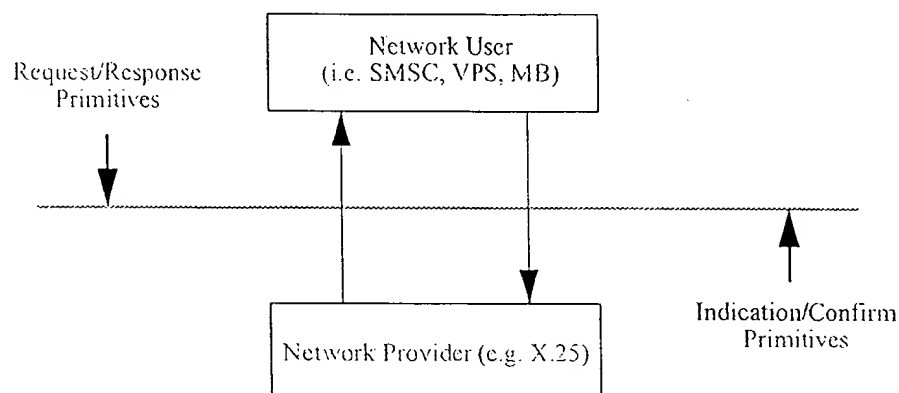 Network User
(i.e. SMSC, VPS, MB)
Request/Response
Primitives
Indication/Confirm
Primitives
Network Provider (e.g. X.25)